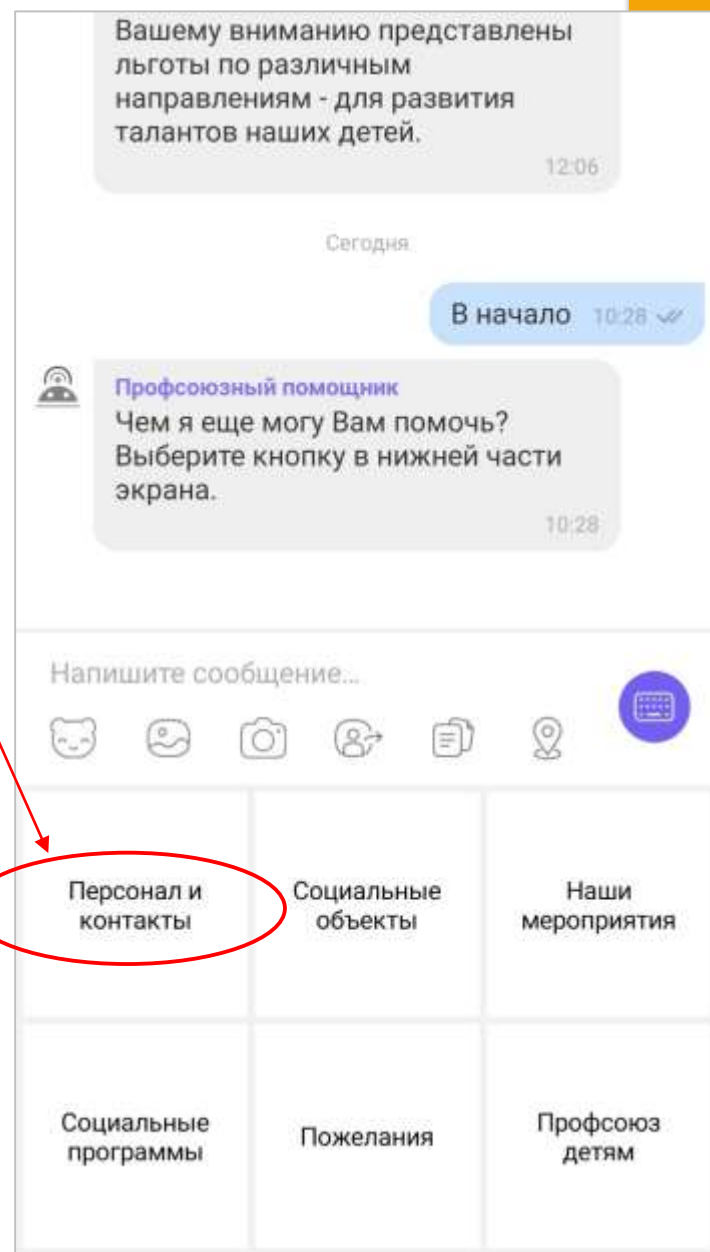 Вашему вниманию представлены
льготы по различным
направлениям - для развития
талантов наших детей.
12:06
Сегодня
В начало 10:28
Профсоюзный помощник
Чем я еще могу Вам помочь?
Выберите кнопку в нижней части
экрана.
10:28
Напишите сообщение...
Персонал и
контакты
Социальные
объекты
Наши
мероприятия
Социальные
программы
Пожелания
Профсоюз
детям